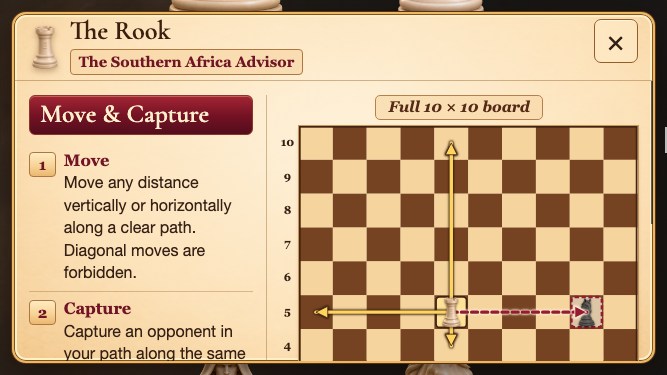 The Rook
The Southern Africa Advisor
Move & Capture
1
Move
Move any distance
vertically or horizontally
along a clear path.
Diagonal moves are
forbidden.
2
Capture
Capture an opponent in
your path along the same
Full 10 × 10 board
10
9
8
7
6
5
4